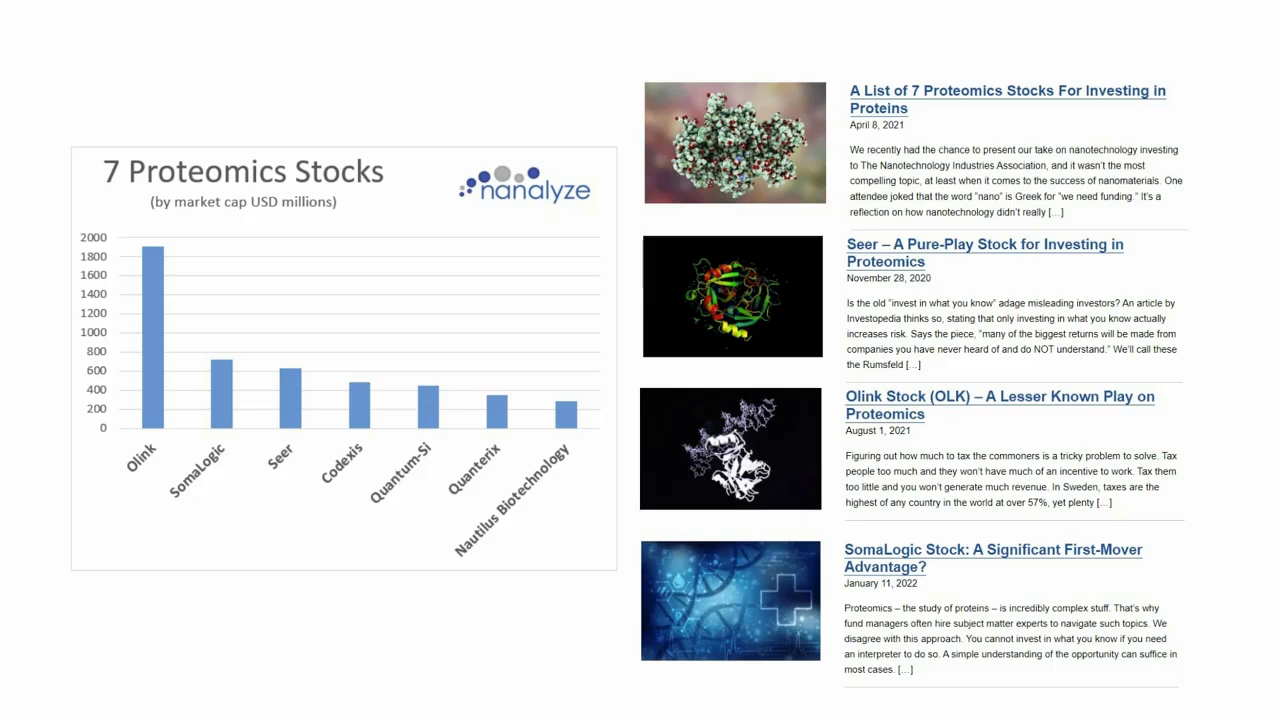 7 Proteomics Stocks
(by market cap USD millions)
nanalyze
2000
1800
1600
1400
1200
1000
800
600
400
200
0
Olink
SomaLogic
Seer
Codexis
Quantum-Si
Quanterix
Nautilus Biotechnology
A List of 7 Proteomics Stocks For Investing in
Proteins
April 8, 2021
We recently had the chance to present our take on nanotechnology investing
to The Nanotechnology Industries Association, and it wasn't the most
compelling topic, at least when it comes to the success of nanomaterials. One
attendee joked that the word "nano" is Greek for "we need funding." It's a
reflection on how nanotechnology didn't really [...]
Seer – A Pure-Play Stock for Investing in
Proteomics
November 28, 2020
Is the old "invest in what you know" adage misleading investors? An article by
Investopedia thinks so, stating that only investing in what you know actually
increases risk. Says the piece, "many of the biggest returns will be made from
companies you have never heard of and do NOT understand." We'll call these
the Rumsfeld [...]
Olink Stock (OLK) – A Lesser Known Play on
Proteomics
August 1, 2021
Figuring out how much to tax the commoners is a tricky problem to solve. Tax
people too much and they won't have much of an incentive to work. Tax them
too little and you won't generate much revenue. In Sweden, taxes are the
highest of any country in the world at over 57%, yet plenty [...]
SomaLogic Stock: A Significant First-Mover
Advantage?
January 11, 2022
Proteomics – the study of proteins – is incredibly complex stuff. That's why
fund managers often hire subject matter experts to navigate such topics. We
disagree with this approach. You cannot invest in what you know if you need
an interpreter to do so. A simple understanding of the opportunity can suffice in
most cases. [...]